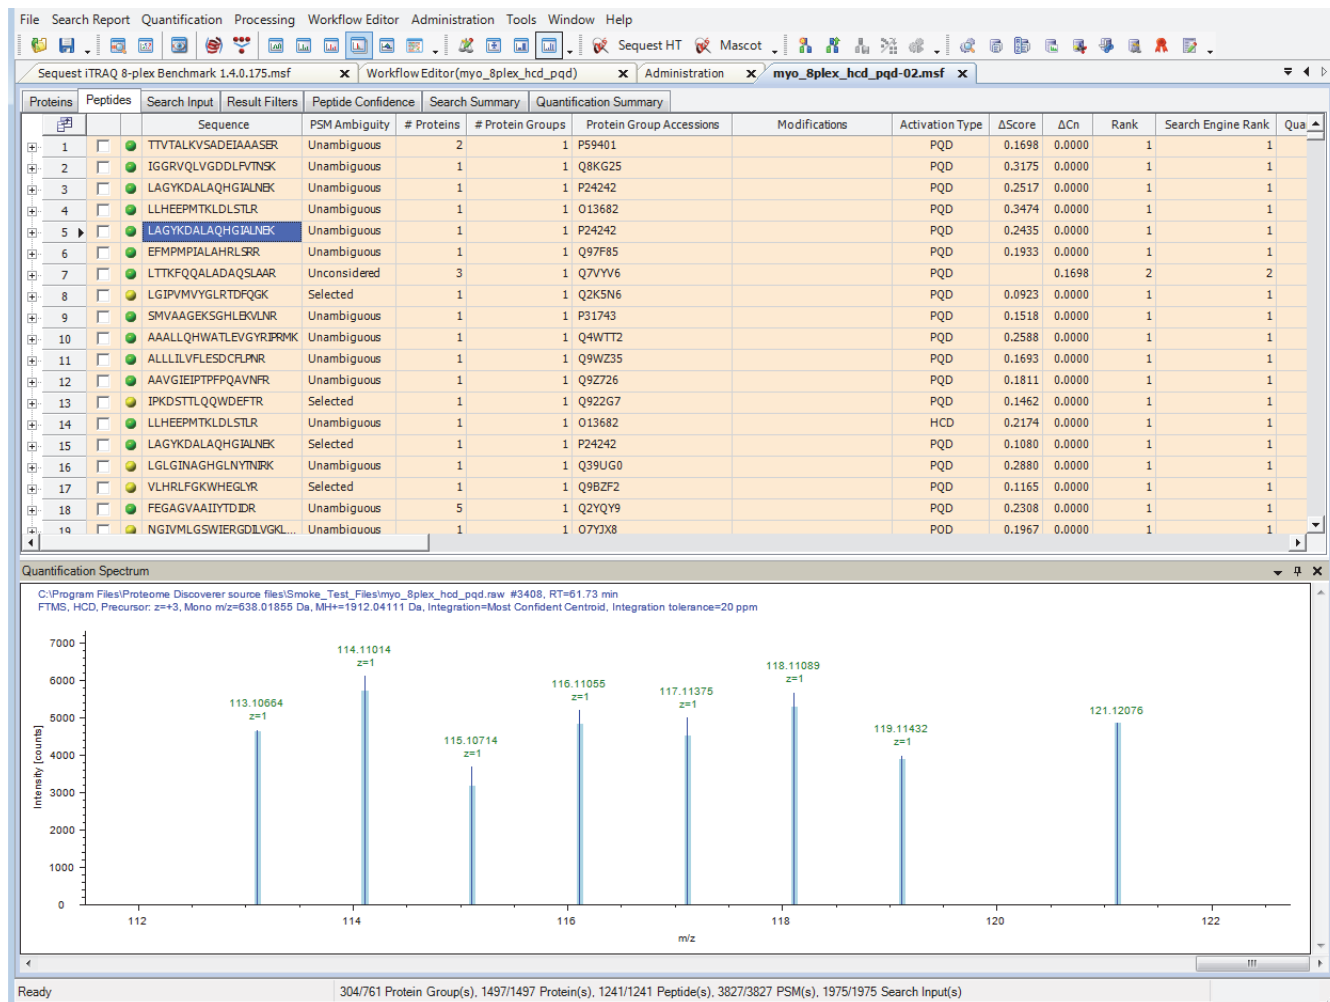 File Search Report Quantification Processing Workflow Editor Administration Tools Window Help
Sequest HT Mascot
Sequest iTRAQ 8-plex Benchmark 1.4.0.175.msf x WorkflowEditor(myo_8plex_hcd_pqd) x Administration x myo_8plex_hcd_pqd-02.msf x
Proteins Peptides Search Input Result Filters Peptide Confidence Search Summary Quantification Summary
Sequence PSM Ambiguity # Proteins # Protein Groups Protein Group Accessions Modifications Activation Type ΔScore ΔCn Rank Search Engine Rank Qua
1 TTVTALKVSADEIAAASER Unambiguous 2 1 P59401 PQD 0.1698 0.0000 1 1
2 IGGRVQLVGDDLFVTNSK Unambiguous 1 1 Q8KG25 PQD 0.3175 0.0000 1 1
3 LAGYKDALAQHGIALNEK Unambiguous 1 1 P24242 PQD 0.2517 0.0000 1 1
4 LLHEEPMTKLDLSTLR Unambiguous 1 1 O13682 PQD 0.3474 0.0000 1 1
5 LAGYKDALAQHGIALNEK Unambiguous 1 1 P24242 PQD 0.2435 0.0000 1 1
6 EFMPMPIALAHRLSRR Unambiguous 1 1 Q97F85 PQD 0.1933 0.0000 1 1
7 LTTKFQQALADAQSLAAR Unconsidered 3 1 Q7VYV6 PQD 0.1698 2 2
8 LGIPVMVYGLRTDFQGK Selected 1 1 Q2K5N6 PQD 0.0923 0.0000 1 1
9 SMVAAGEKSGHLEKVLNR Unambiguous 1 1 P31743 PQD 0.1518 0.0000 1 1
10 AAALLQHWATLEVGYRIPRMK Unambiguous 1 1 Q4WTT2 PQD 0.2588 0.0000 1 1
11 ALLLILVFLESDCFLPNR Unambiguous 1 1 Q9WZ35 PQD 0.1693 0.0000 1 1
12 AAVGIEIPTPFPQAVNFR Unambiguous 1 1 Q9Z726 PQD 0.1811 0.0000 1 1
13 IPKDSTTLQQWDEFTR Selected 1 1 Q922G7 PQD 0.1462 0.0000 1 1
14 LLHEEPMTKLDLSTLR Unambiguous 1 1 O13682 HCD 0.2174 0.0000 1 1
15 LAGYKDALAQHGIALNEK Selected 1 1 P24242 PQD 0.1080 0.0000 1 1
16 LGLGINAGHGLNYTNIRK Unambiguous 1 1 Q39UG0 PQD 0.2880 0.0000 1 1
17 VLHRLFGKWHEGLYR Selected 1 1 Q9BZF2 PQD 0.1165 0.0000 1 1
18 FEGAGVAAIIYTDIDR Unambiguous 5 1 Q2YQY9 PQD 0.2308 0.0000 1 1
19 NGIVMLGSWIERGDILVGKL... Unambiguous 1 1 O7YJX8 PQD 0.1967 0.0000 1 1
Quantification Spectrum
C:\Program Files\Proteome Discoverer source files\Smoke_Test_Files\myo_8plex_hcd_pqd.raw #3408, RT=61.73 min
FTMS, HCD, Precursor: z=+3, Mono m/z=638.01855 Da, MH+=1912.04111 Da, Integration=Most Confident Centroid, Integration tolerance=20 ppm
7000
6000
5000
4000
3000
2000
1000
0
Intensity [counts]
113.10664
z=1
114.11014
z=1
115.10714
z=1
116.11055
z=1
117.11375
z=1
118.11089
z=1
119.11432
z=1
121.12076
112 114 116 118 120 122
m/z
Ready 304/761 Protein Group(s), 1497/1497 Protein(s), 1241/1241 Peptide(s), 3827/3827 PSM(s), 1975/1975 Search Input(s)